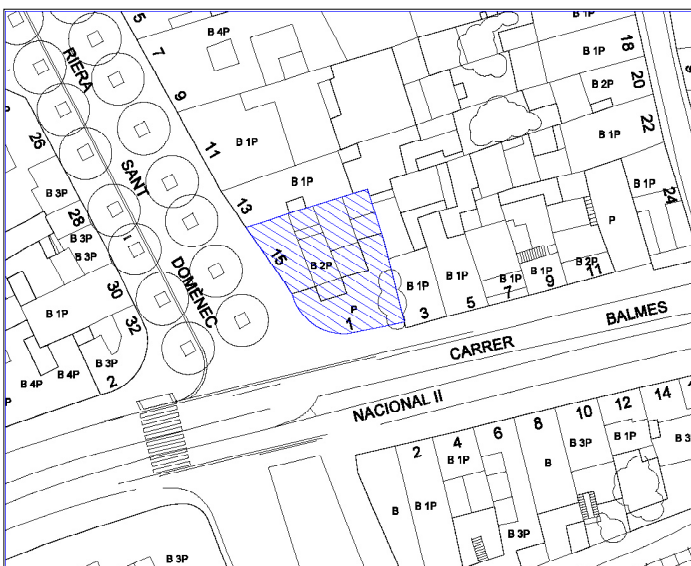 5
7
9
11
13
15
RIERA
SANT
DOMÈNEC
B 4P
B 1P
B 1P
B 2P
P
1
26
28
30
32
2
B 3P
B 3P
B 3P
B 1P
B 3P
B 4P
B 4P
P
B 1P
B 1P
18
B 2P
20
B 1P
22
B 1P
24
P
B 1P
3
B 1P
5
B 1P
7
B 1P
9
B 2P
11
CARRER
BALMES
NACIONAL II
2
4
6
8
10
12
14
B
B 1P
B 1P
B 3P
B
B 3P
B 1P
B 3
B 3P